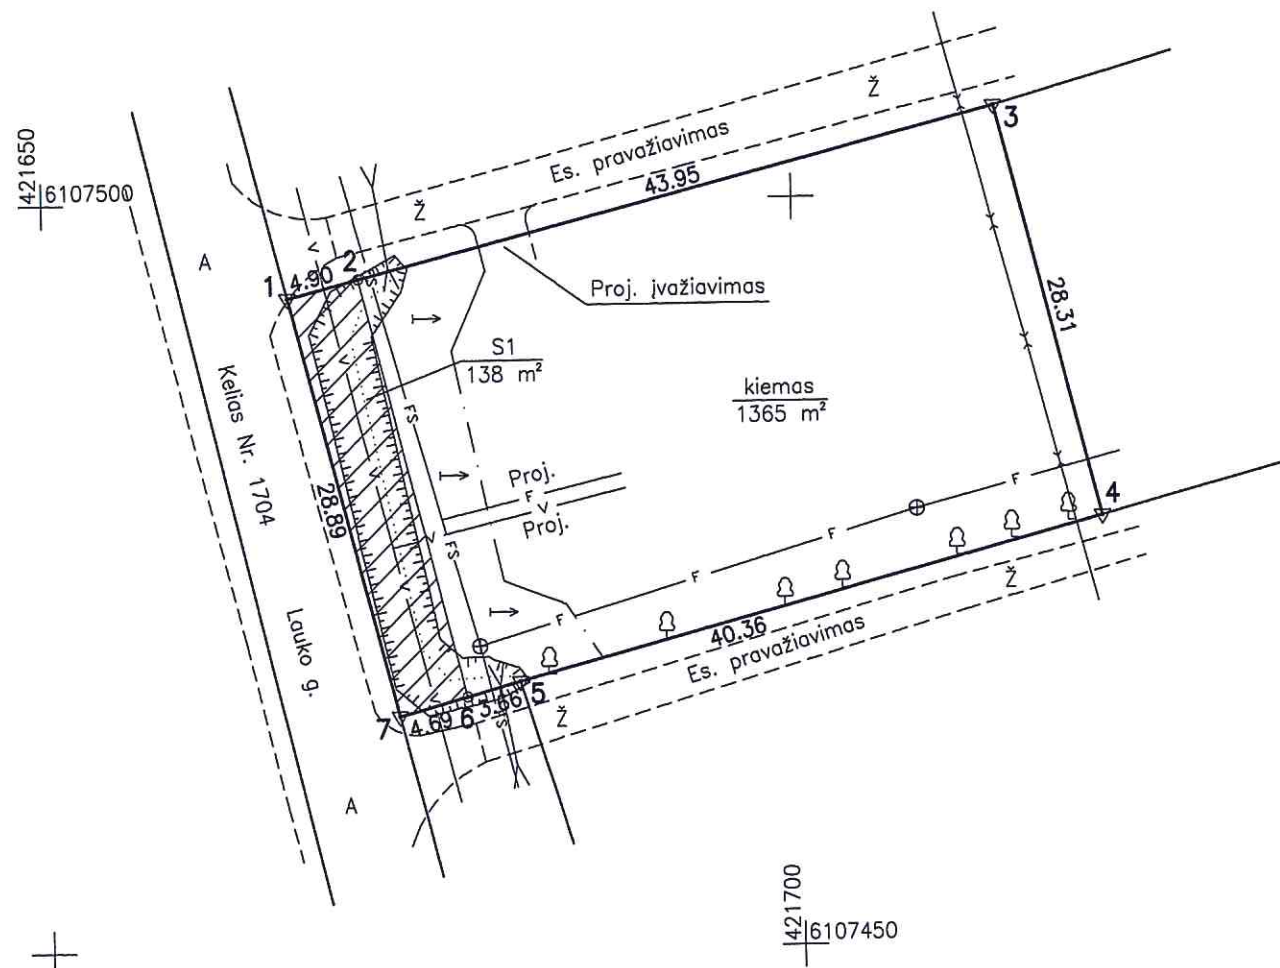 421650
6107500
Ž
3
Es. pravažiavimas
43.95
Ž
V
A
1
4.90
2
S
Proj. įvažiavimas
28.31
S1
138 m²
V
kiemas
1365 m²
FS
Kelias Nr. 1704
Proj.
F
V
Proj.
28.89
V
V
FS
F
4
F
F
Ž
V
F
40.36
Es. pravažiavimas
Lauko g.
5
7
4.69
6
3.66
V
S
Ž
A
421700
6107450